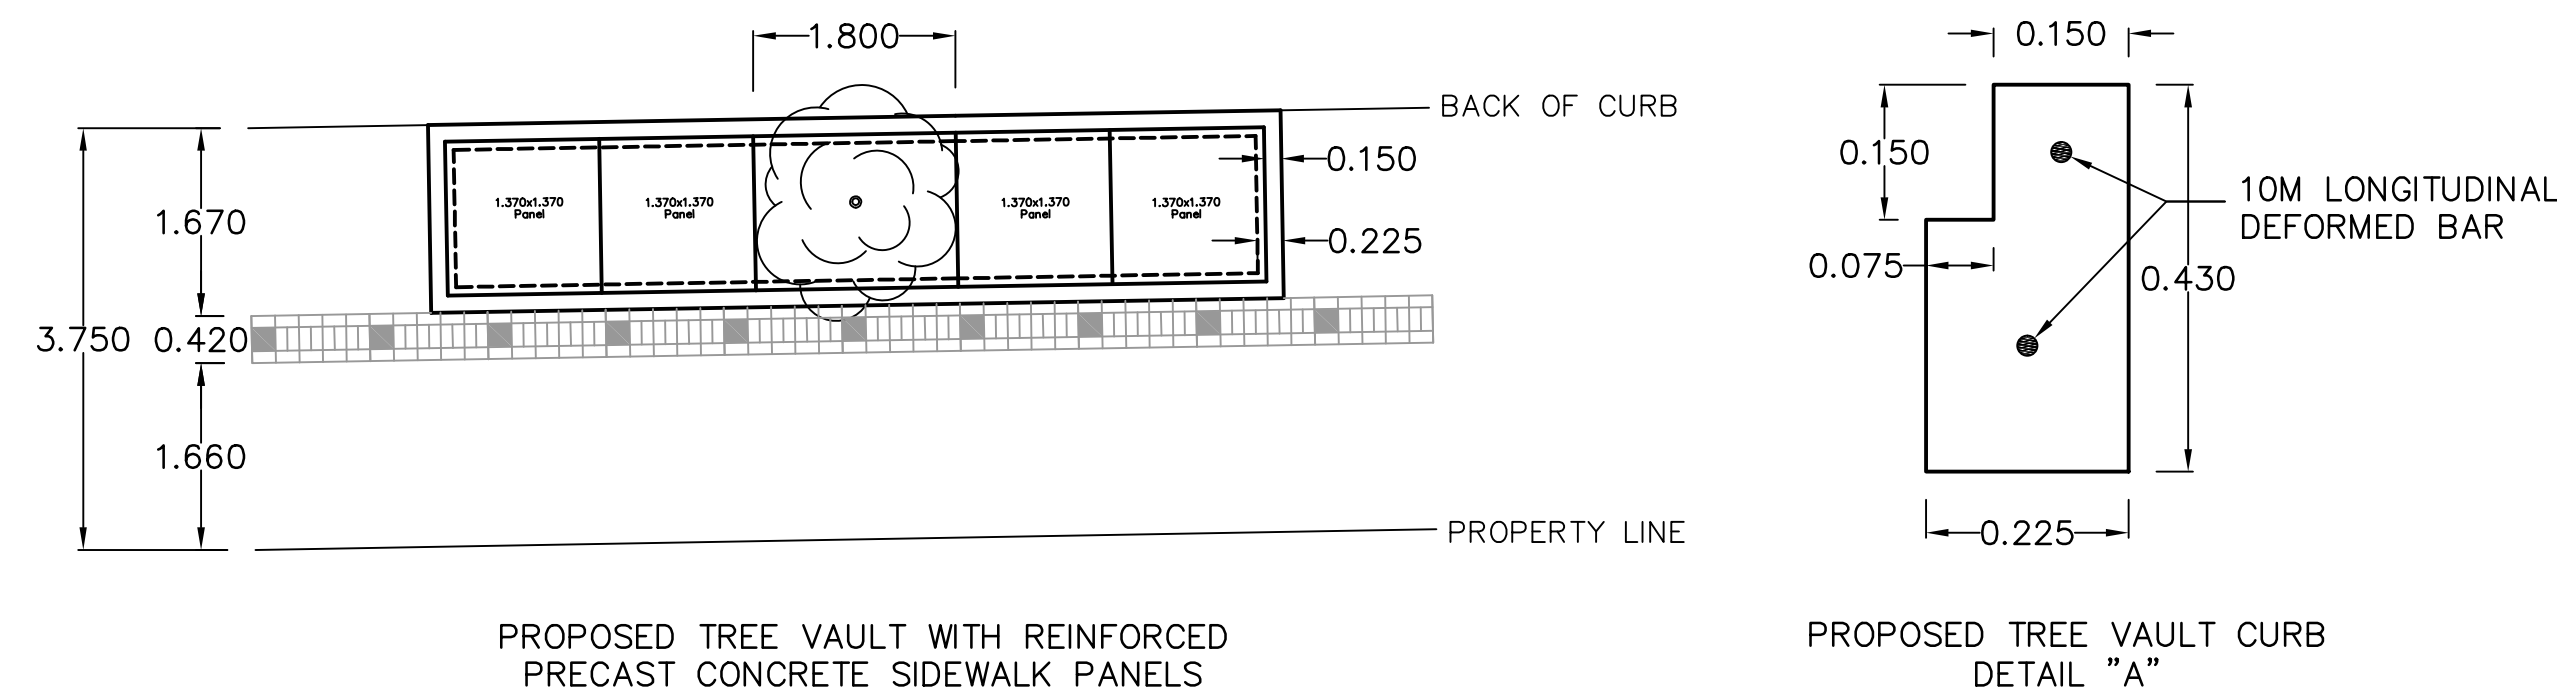 1.800
BACK OF CURB
0.150
1.370x1.370
Panel
1.370x1.370
Panel
1.370x1.370
Panel
1.370x1.370
Panel
1.670
0.225
3.750
0.420
1.660
PROPERTY LINE
PROPOSED TREE VAULT WITH REINFORCED
PRECAST CONCRETE SIDEWALK PANELS
0.150
0.150
10M LONGITUDINAL
DEFORMED BAR
0.075
0.430
0.225
PROPOSED TREE VAULT CURB
DETAIL "A"